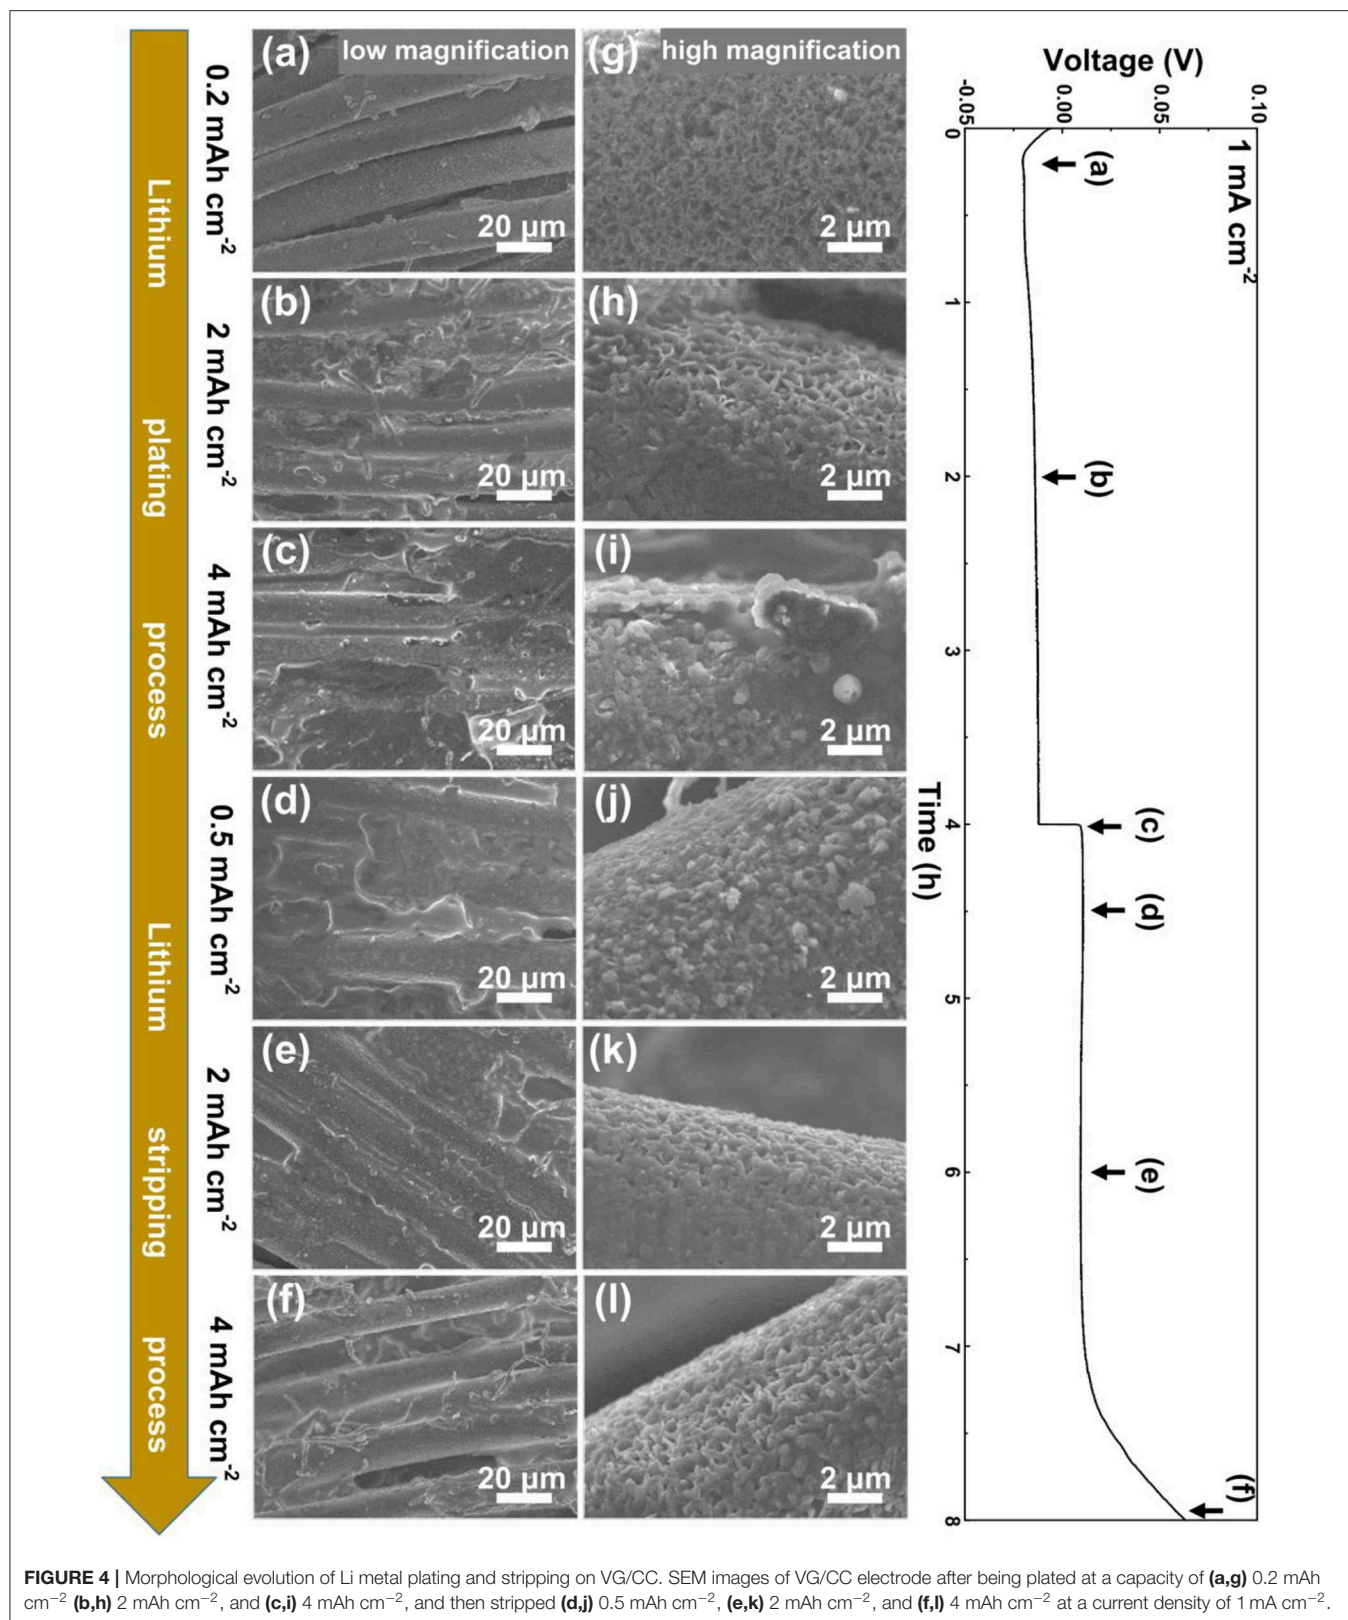 Lithium plating process Lithium stripping process
0.2 mAh cm⁻²
2 mAh cm⁻²
4 mAh cm⁻²
0.5 mAh cm⁻²
2 mAh cm⁻²
4 mAh cm⁻²
(a) low magnification
20 μm
(g) high magnification
2 μm
(b)
20 μm
(h)
2 μm
(c)
20 μm
(i)
2 μm
(d)
20 μm
(j)
2 μm
(e)
20 μm
(k)
2 μm
(f)
20 μm
(l)
2 μm
Voltage (V)
-0.05 0.00 0.05 0.10
1 mA cm⁻²
(a)
(b)
(c)
(d)
(e)
(f)
0 1 2 3 4 5 6 7 8
Time (h)
FIGURE 4 | Morphological evolution of Li metal plating and stripping on VG/CC. SEM images of VG/CC electrode after being plated at a capacity of (a,g) 0.2 mAh
cm⁻² (b,h) 2 mAh cm⁻², and (c,i) 4 mAh cm⁻², and then stripped (d,j) 0.5 mAh cm⁻², (e,k) 2 mAh cm⁻², and (f,l) 4 mAh cm⁻² at a current density of 1 mA cm⁻².